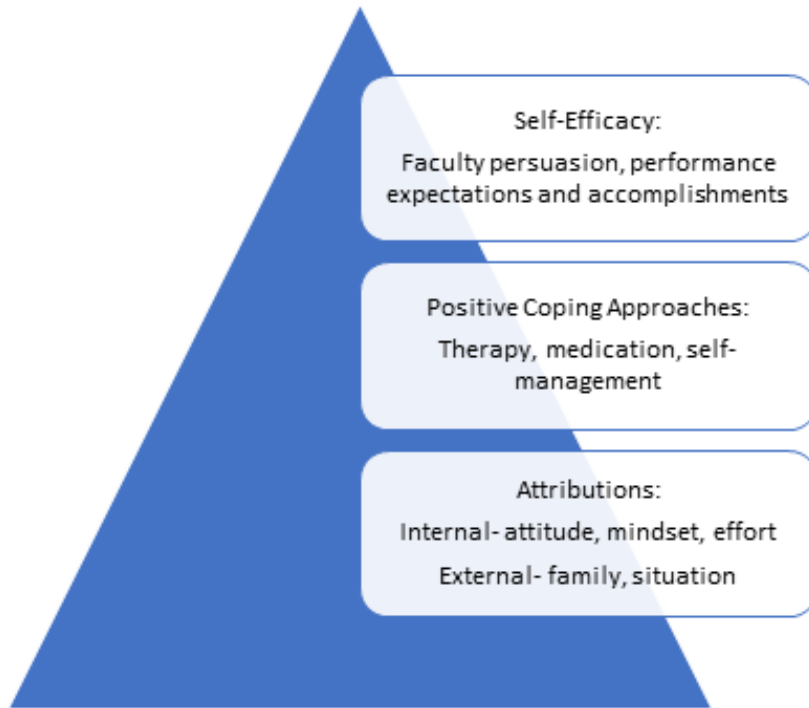 Self-Efficacy:
Faculty persuasion, performance
expectations and accomplishments
Positive Coping Approaches:
Therapy, medication, self-
management
Attributions:
Internal- attitude, mindset, effort
External- family, situation